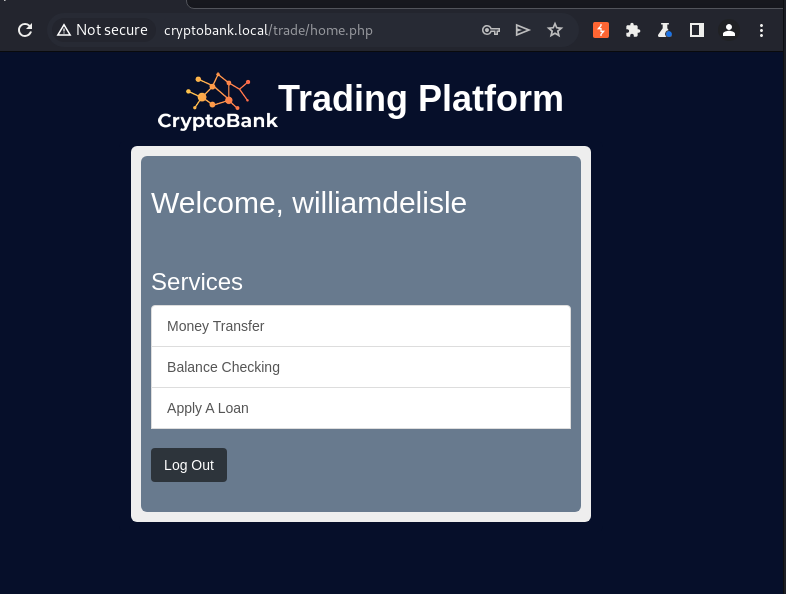 Not secure cryptobank.local/trade/home.php
CryptoBank
Trading Platform
Welcome, williamdelisle
Services
Money Transfer
Balance Checking
Apply A Loan
Log Out